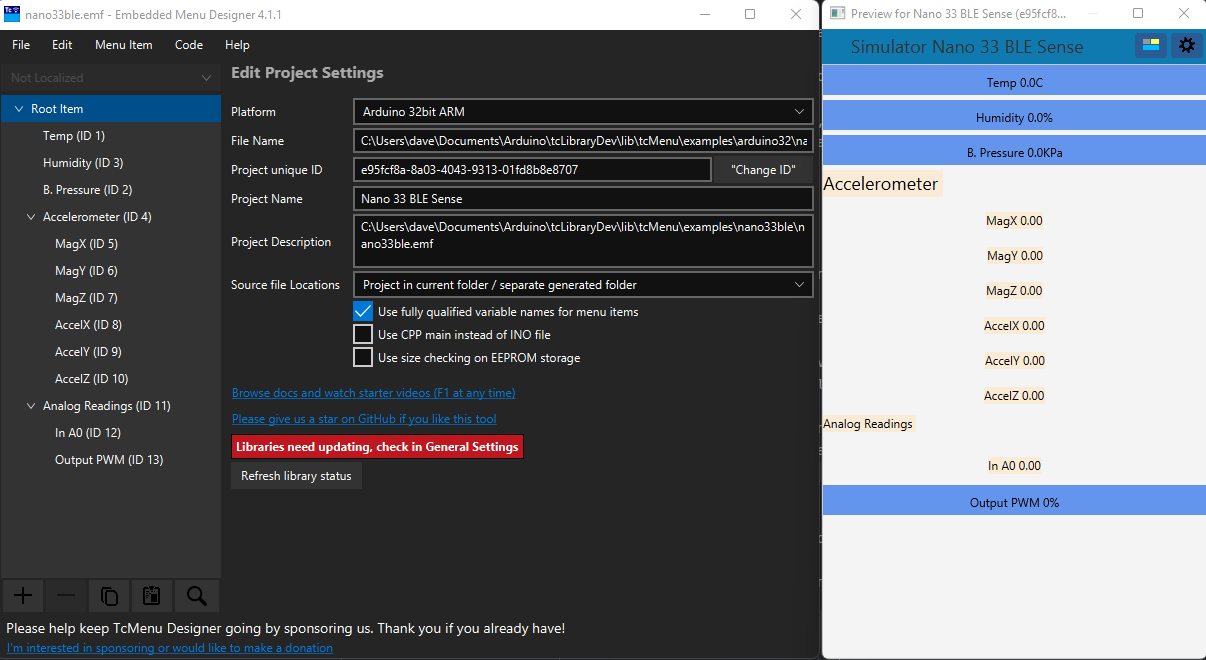 nano33ble.emf - Embedded Menu Designer 4.1.1
File Edit Menu Item Code Help
Not Localized
Root Item
Temp (ID 1)
Humidity (ID 3)
B. Pressure (ID 2)
Accelerometer (ID 4)
MagX (ID 5)
MagY (ID 6)
MagZ (ID 7)
AccelX (ID 8)
AccelY (ID 9)
AccelZ (ID 10)
Analog Readings (ID 11)
In A0 (ID 12)
Output PWM (ID 13)
Edit Project Settings
Platform Arduino 32bit ARM
File Name C:\Users\dave\Documents\Arduino\tcLibraryDev\lib\tcMenu\examples\arduino32\na
Project unique ID e95fcf8a-8a03-4043-9313-01fd8b8e8707 "Change ID"
Project Name Nano 33 BLE Sense
Project Description C:\Users\dave\Documents\Arduino\tcLibraryDev\lib\tcMenu\examples\nano33ble\n
ano33ble.emf
Source file Locations Project in current folder / separate generated folder
Use fully qualified variable names for menu items
Use CPP main instead of INO file
Use size checking on EEPROM storage
Browse docs and watch starter videos (F1 at any time)
Please give us a star on GitHub if you like this tool
Libraries need updating, check in General Settings
Refresh library status
Please help keep TcMenu Designer going by sponsoring us. Thank you if you already have!
I'm interested in sponsoring or would like to make a donation
Preview for Nano 33 BLE Sense (e95fcf8...
Simulator Nano 33 BLE Sense
Temp 0.0C
Humidity 0.0%
B. Pressure 0.0KPa
Accelerometer
MagX 0.00
MagY 0.00
MagZ 0.00
AccelX 0.00
AccelY 0.00
AccelZ 0.00
Analog Readings
In A0 0.00
Output PWM 0%